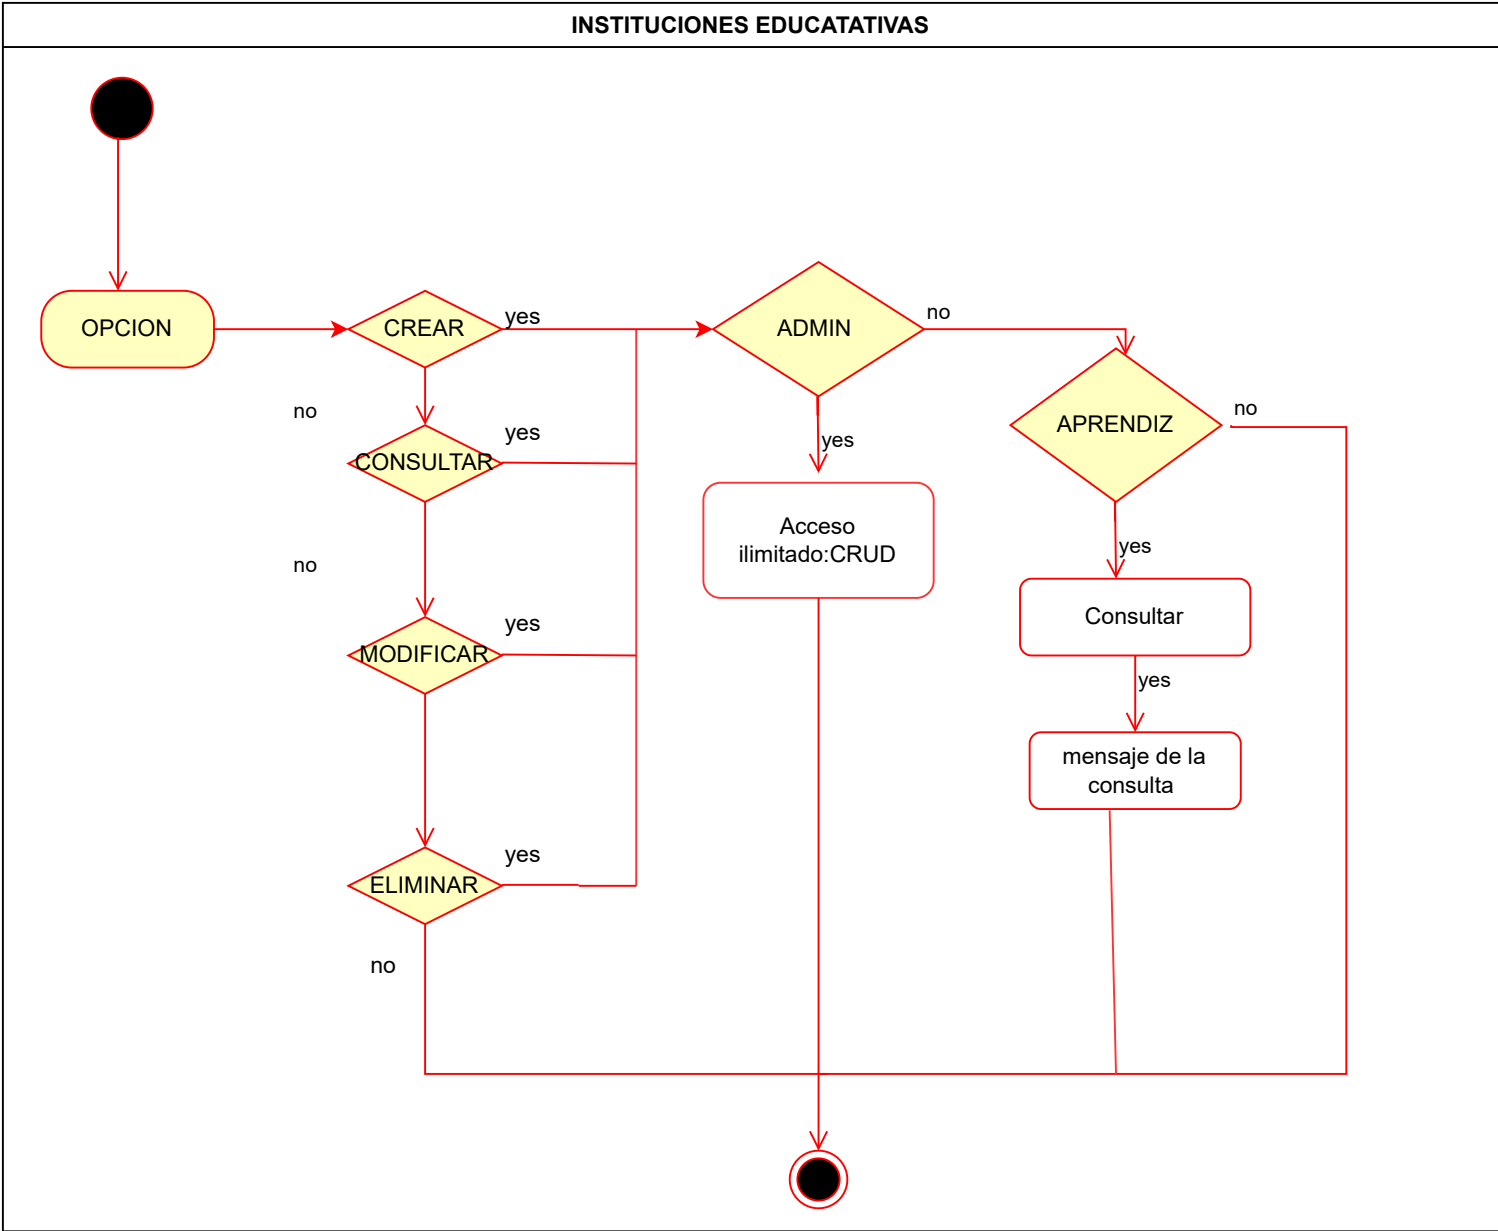 INSTITUCIONES EDUCATATIVAS
OPCION
CREAR
yes
ADMIN
no
no
CONSULTAR
yes
yes
APRENDIZ
no
Acceso
ilimitado:CRUD
no
yes
Consultar
MODIFICAR
yes
yes
mensaje de la
consulta
ELIMINAR
yes
no